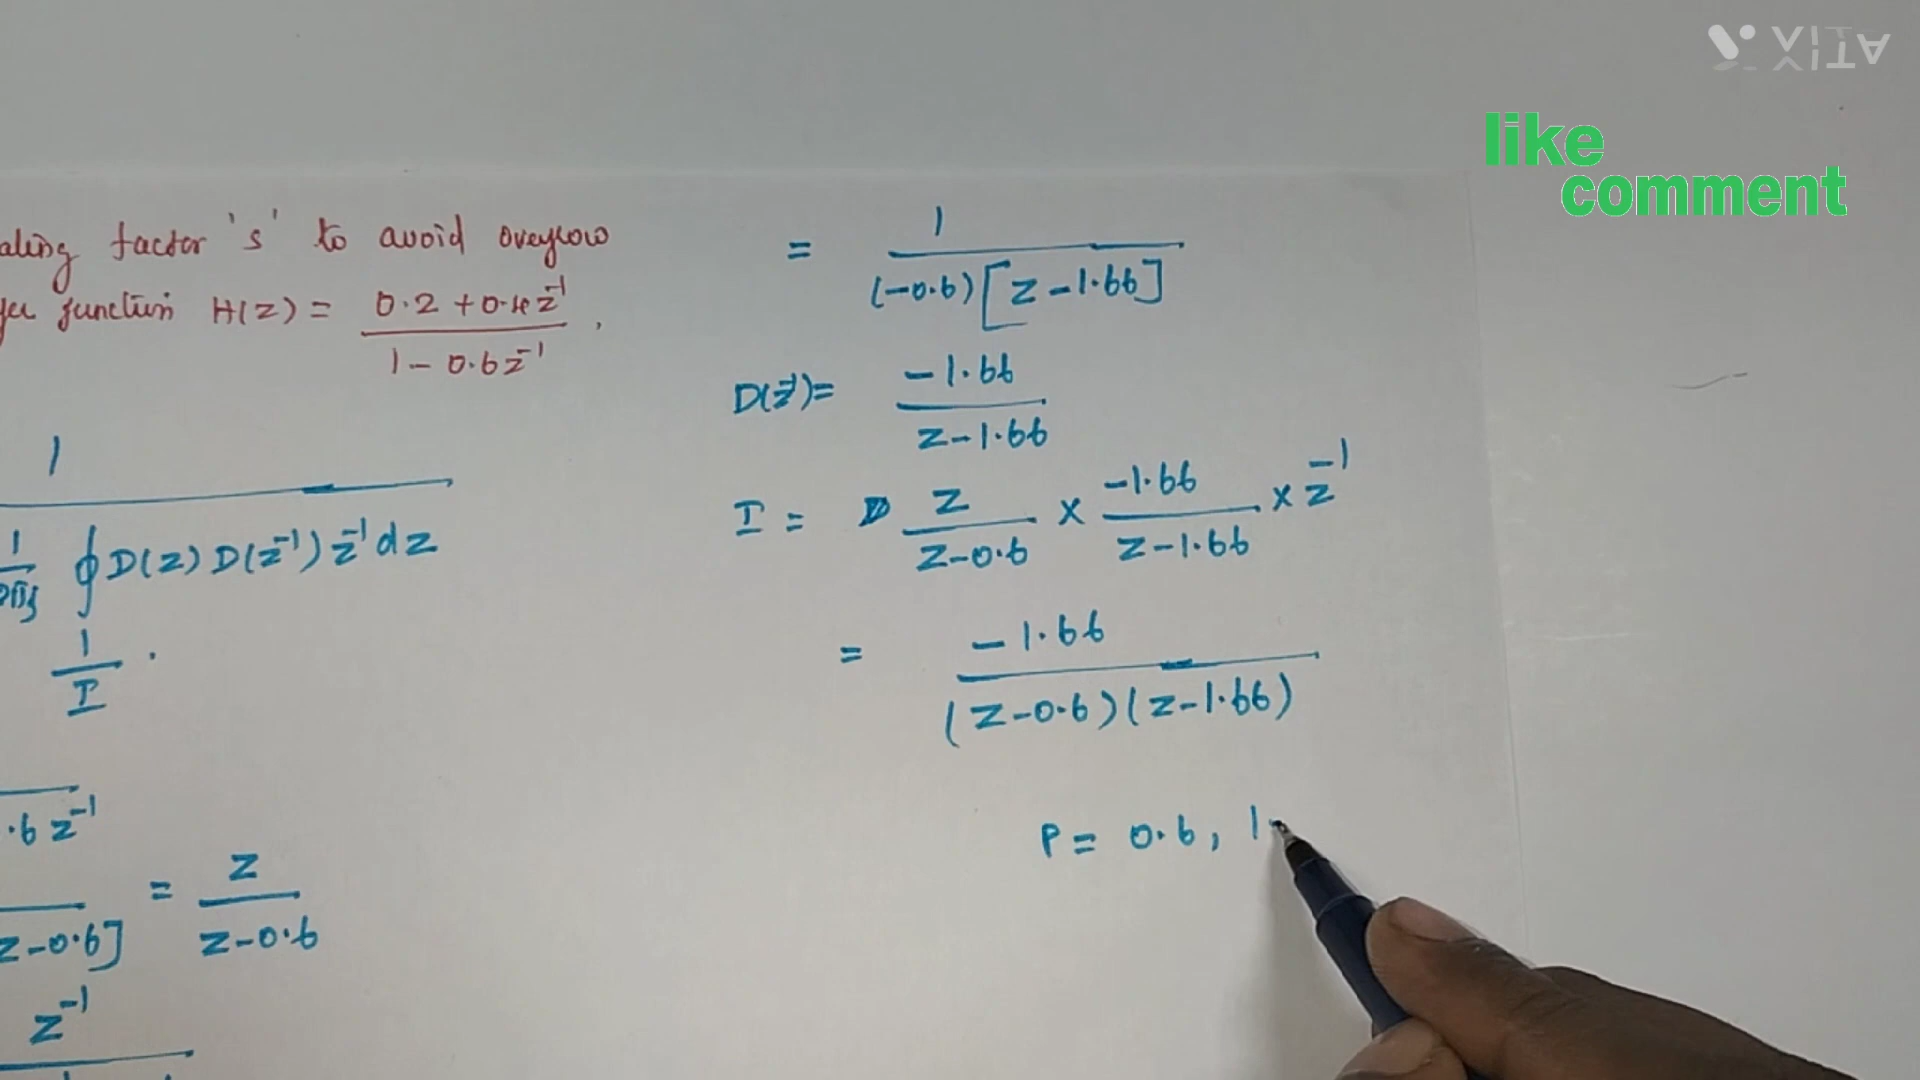 VITA
like
comment
aling factor 's' to avoid overflow
fer function H(z) = 0.2 + 0.4z⁻¹ / 1 - 0.6z⁻¹ .
1
1 / 2πj ∮ D(z) D(z⁻¹) z⁻¹ dz
1 / I .
.6 z⁻¹
z - 0.6] = z / z - 0.6
z⁻¹
= 1 / (-0.6) [z - 1.66]
D(z⁻¹) = -1.66 / z - 1.66
I = z / z - 0.6 × -1.66 / z - 1.66 × z⁻¹
= -1.66 / (z - 0.6)(z - 1.66)
P = 0.6, 1.